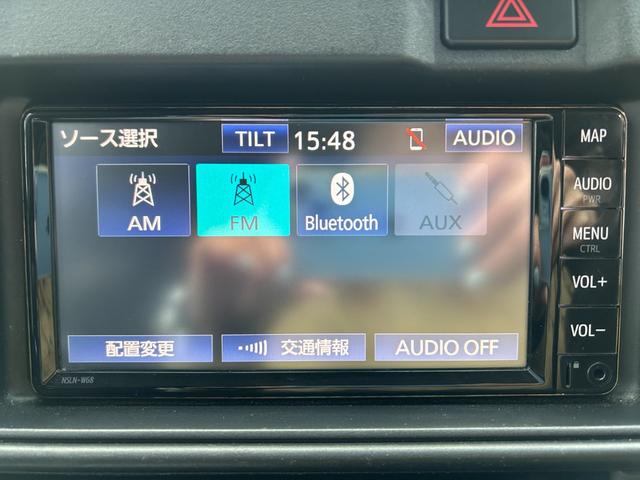 ソース選択 TILT 15:48 AUDIO
AM FM Bluetooth AUX
配置変更 交通情報 AUDIO OFF
NSLN-W68
MAP
AUDIO
PWR
MENU
CTRL
VOL+
VOL-